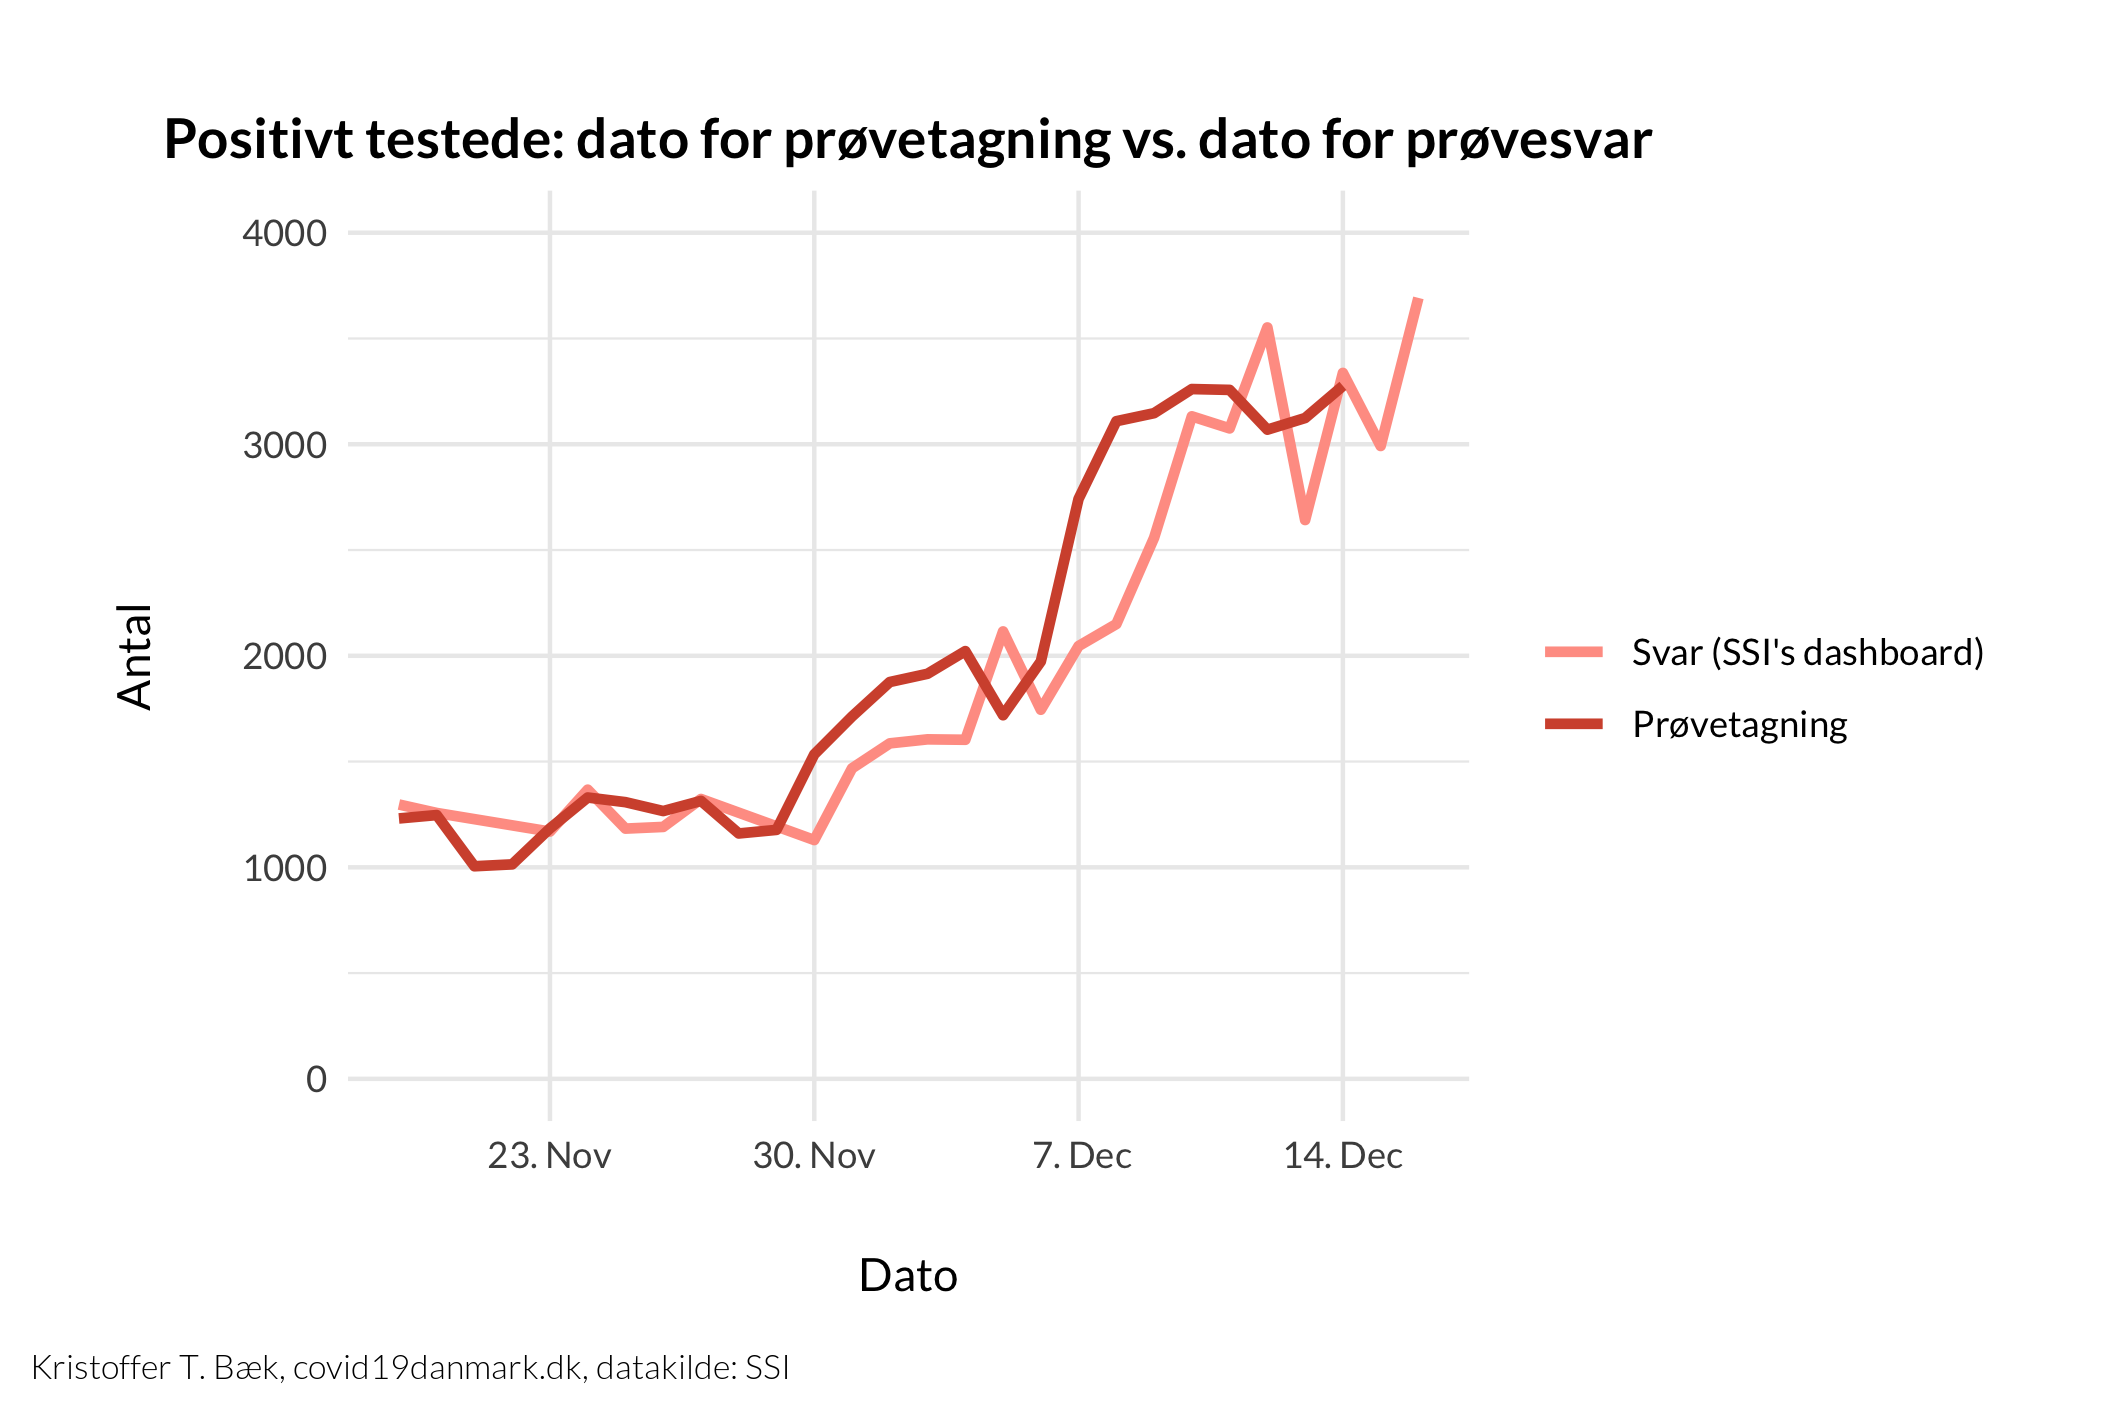 Positivt testede: dato for prøvetagning vs. dato for prøvesvar
4000
3000
2000
1000
0
Antal
23. Nov
30. Nov
7. Dec
14. Dec
Dato
Svar (SSI's dashboard)
Prøvetagning
Kristoffer T. Bæk, covid19danmark.dk, datakilde: SSI